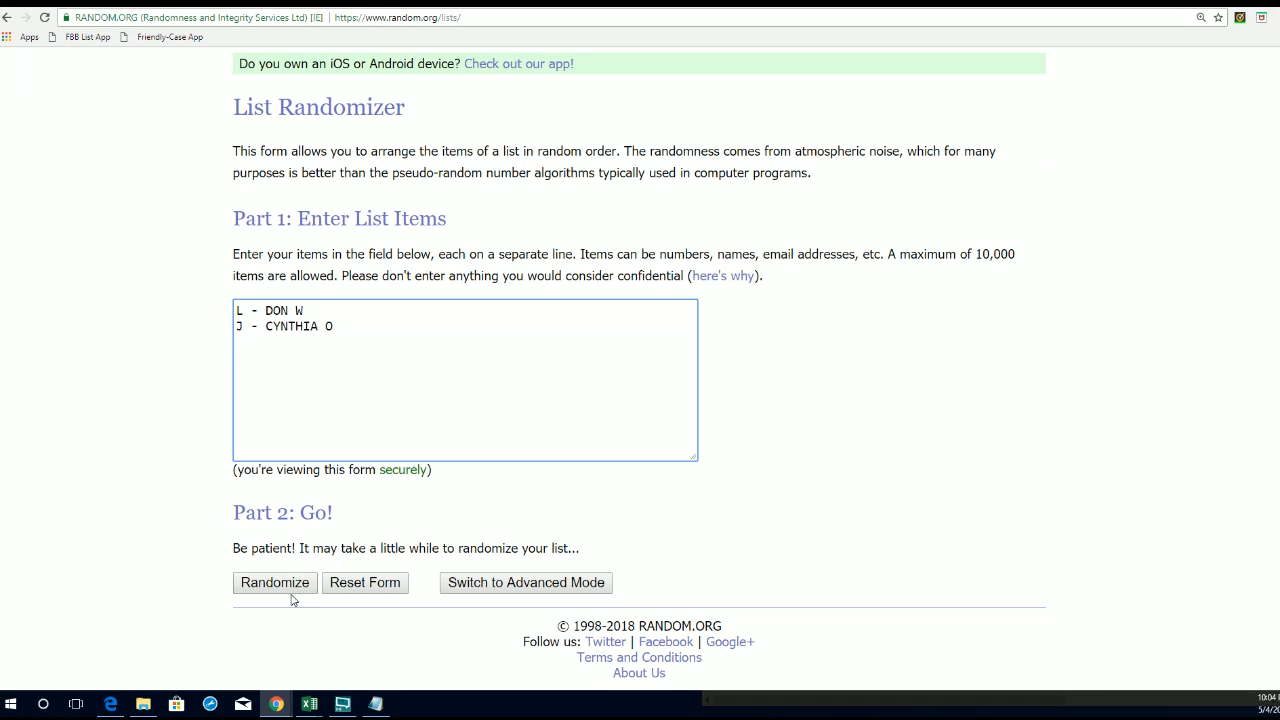 RANDOM.ORG (Randomness and Integrity Services Ltd) [IE] https://www.random.org/lists/
Apps FBB List App Friendly-Case App
Do you own an iOS or Android device? Check out our app!
List Randomizer
This form allows you to arrange the items of a list in random order. The randomness comes from atmospheric noise, which for many
purposes is better than the pseudo-random number algorithms typically used in computer programs.
Part 1: Enter List Items
Enter your items in the field below, each on a separate line. Items can be numbers, names, email addresses, etc. A maximum of 10,000
items are allowed. Please don't enter anything you would consider confidential (here's why).
L - DON W
J - CYNTHIA O
(you're viewing this form securely)
Part 2: Go!
Be patient! It may take a little while to randomize your list...
Randomize Reset Form Switch to Advanced Mode
© 1998-2018 RANDOM.ORG
Follow us: Twitter | Facebook | Google+
Terms and Conditions
About Us
10:04
5/4/20